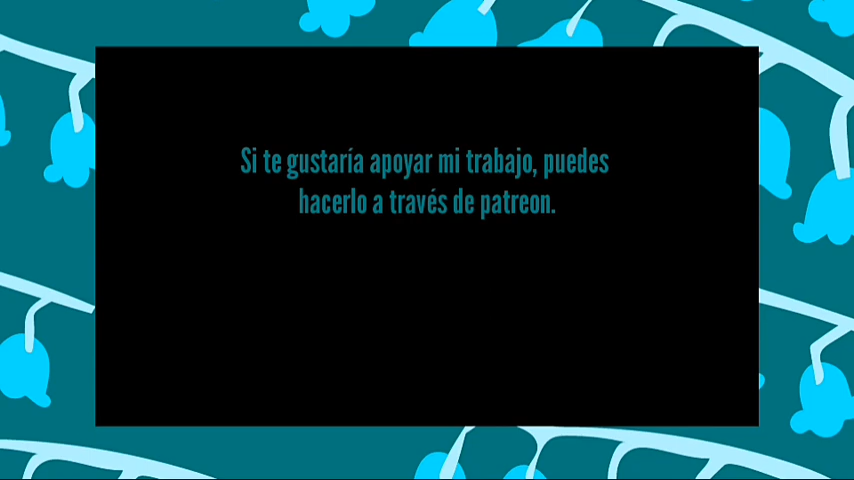 Si te gustaría apoyar mi trabajo, puedes
hacerlo a través de patreon.